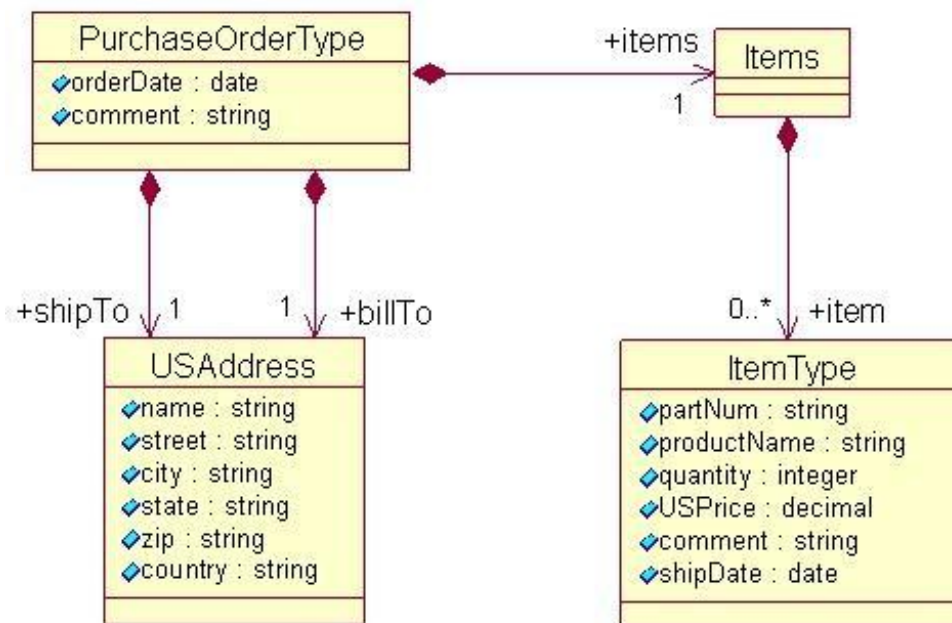 PurchaseOrderType
orderDate : date
comment : string
+items
1
Items
+shipTo
1
1
+billTo
0..*
+item
USAddress
name : string
street : string
city : string
state : string
zip : string
country : string
ItemType
partNum : string
productName : string
quantity : integer
USPrice : decimal
comment : string
shipDate : date